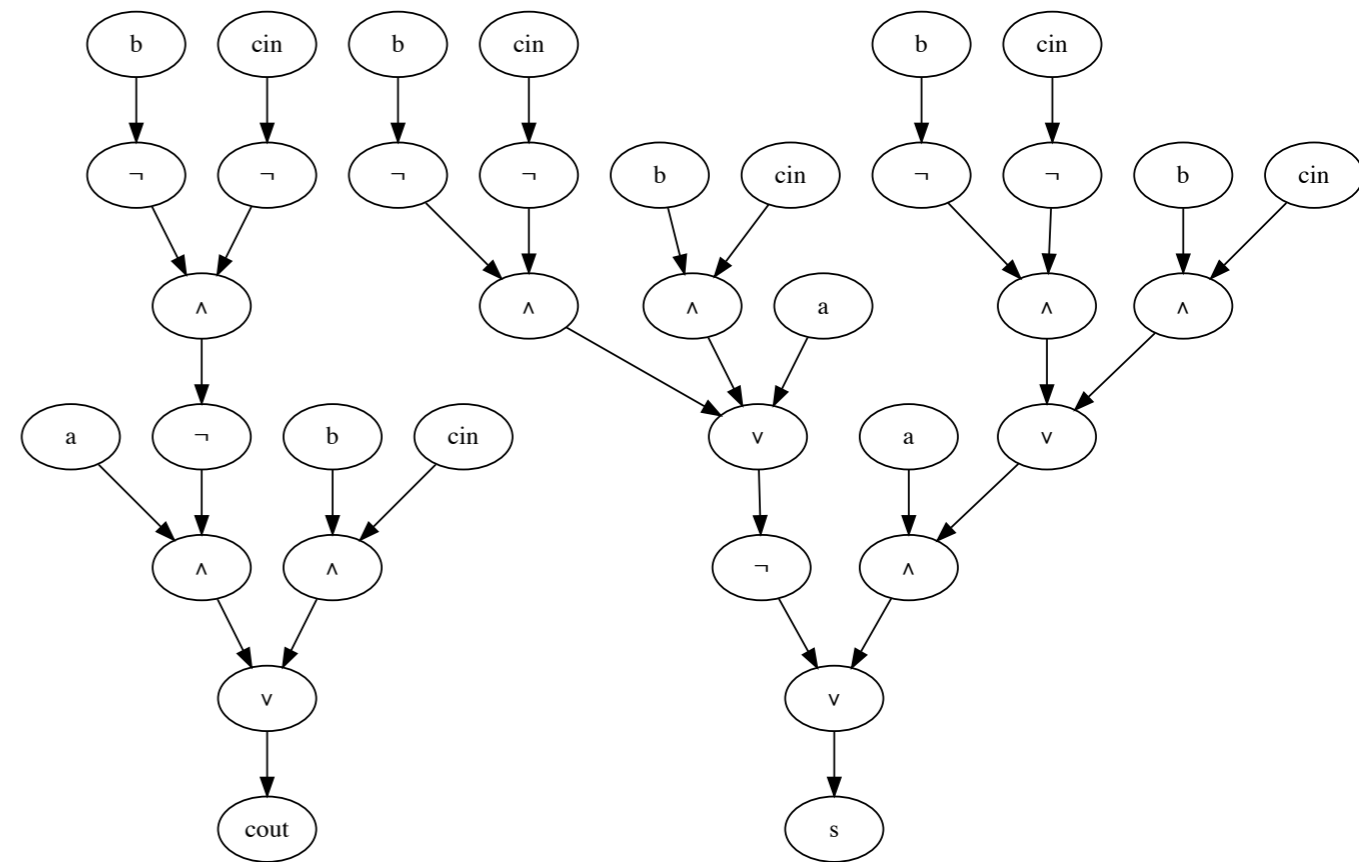 b cin b cin b cin
¬ ¬ ¬ ¬ b cin ¬ ¬ b cin
∧ ∧ ∧ a ∧ ∧
a ¬ b cin ∨ a ∨
∧ ∧ ¬ ∧
∨ ∨
cout s